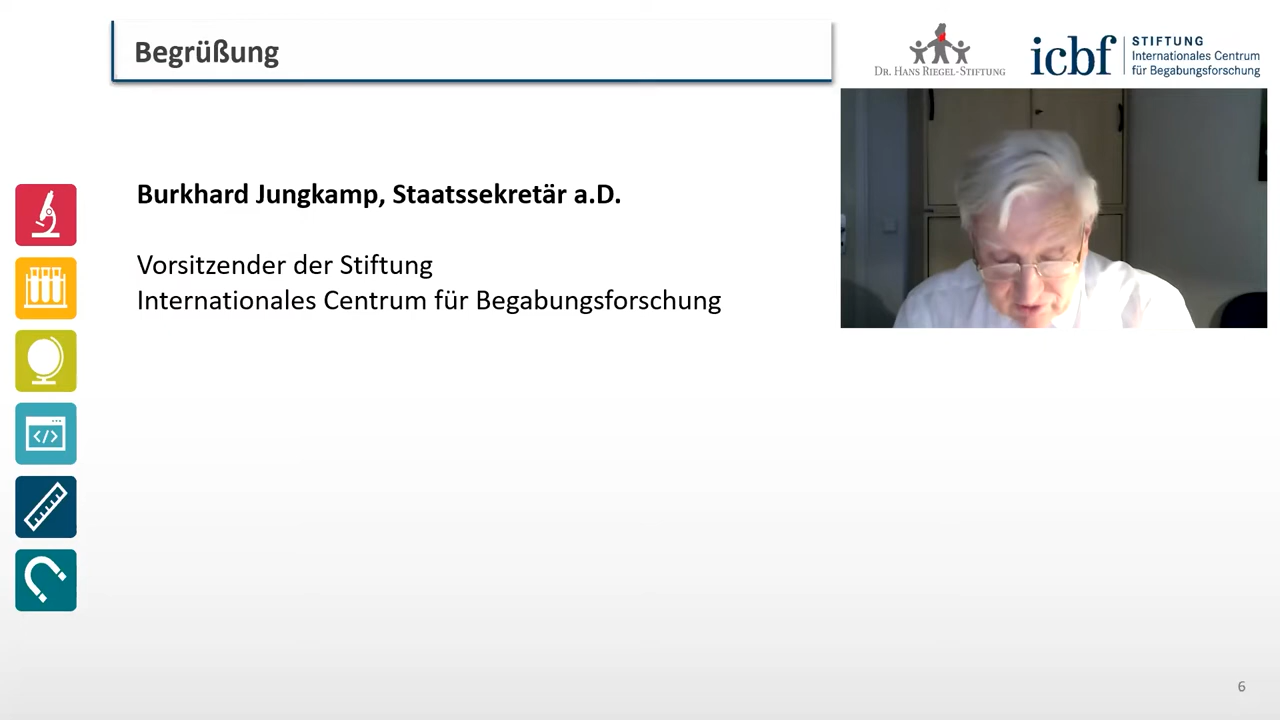 Begrüßung
DR. HANS RIEGEL-STIFTUNG
icbf
STIFTUNG
Internationales Centrum
für Begabungsforschung
Burkhard Jungkamp, Staatssekretär a.D.
Vorsitzender der Stiftung
Internationales Centrum für Begabungsforschung
</>
6